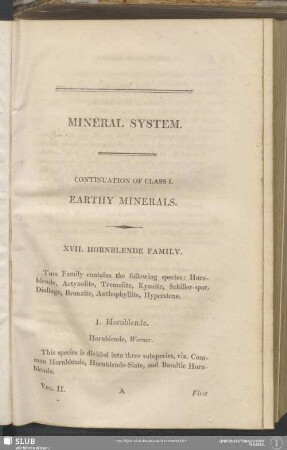 MINERAL SYSTEM.
CONTINUATION OF CLASS I.
EARTHY MINERALS.
XVII. HORNBLENDE FAMILY.
This Family contains the following species: Horn-
blende, Actynolite, Tremolite, Kyanite, Schiller-spar,
Diallage, Bronzite, Anthophyllite, Hyperstene.
1. Hornblende.
Hornblende, Werner.
This species is divided into three subspecies, viz. Com-
mon Hornblende, Hornblende-Slate, and Basaltic Horn-
blende.
Vol. II. A First
SLUB